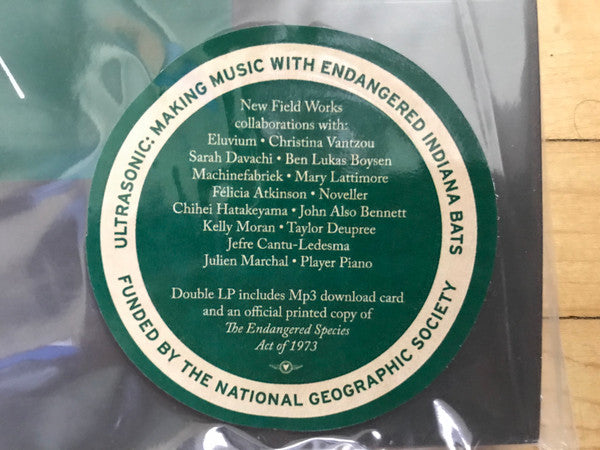 ULTRASONIC: MAKING MUSIC WITH ENDANGERED INDIANA BATS
New Field Works
collaborations with:
Eluvium • Christina Vantzou
Sarah Davachi • Ben Lukas Boysen
Machinefabriek • Mary Lattimore
Félicia Atkinson • Noveller
Chihei Hatakeyama • John Also Bennett
Kelly Moran • Taylor Deupree
Jefre Cantu-Ledesma
Julien Marchal • Player Piano
Double LP includes Mp3 download card
and an official printed copy of
The Endangered Species
Act of 1973
FUNDED BY THE NATIONAL GEOGRAPHIC SOCIETY